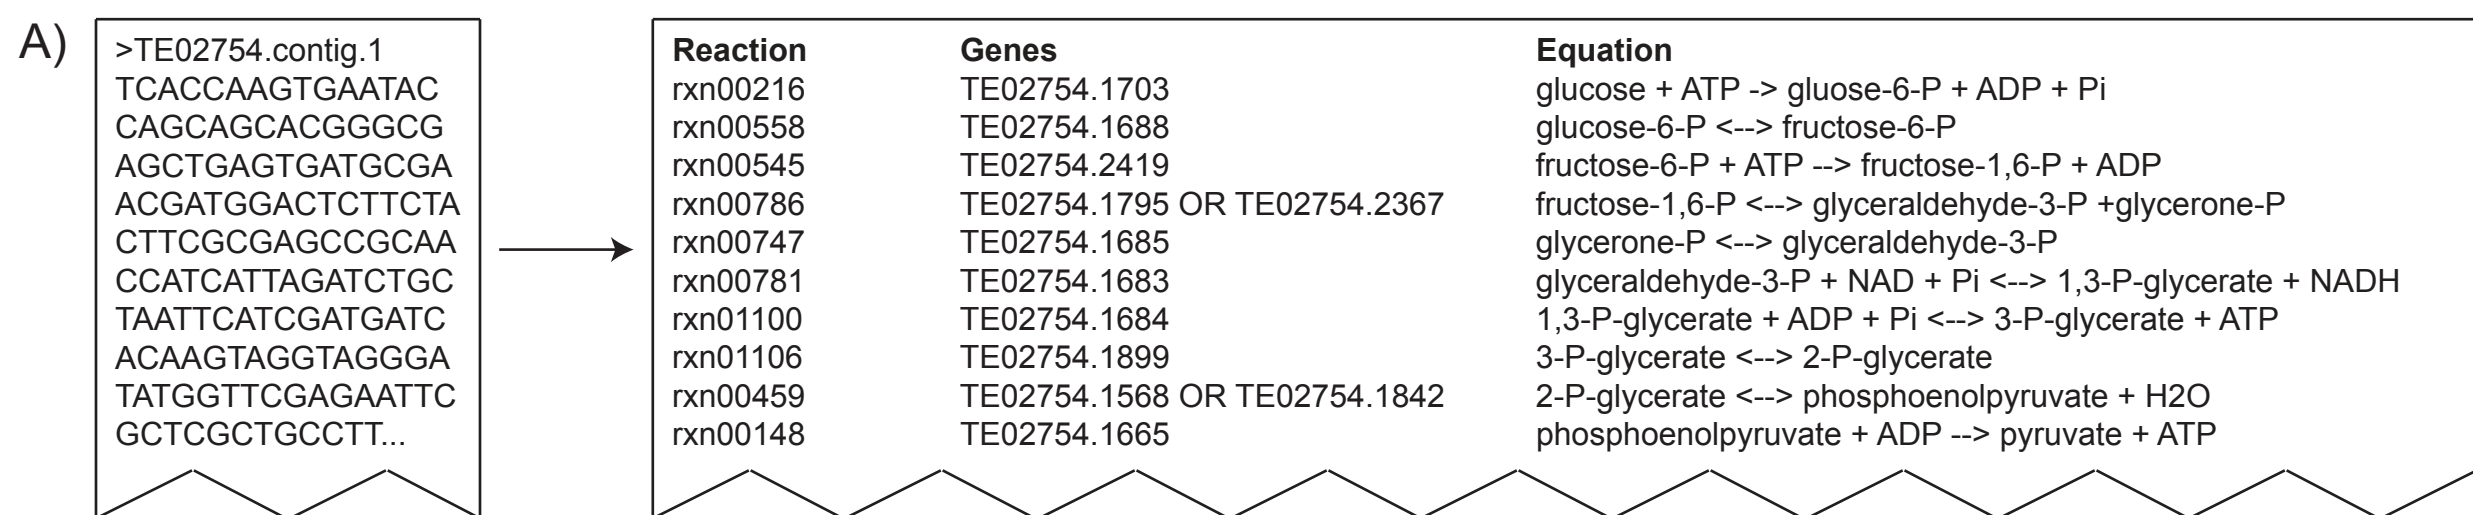 A)
>TE02754.contig.1
TCACCAAGTGAATAC
CAGCAGCACGGGCG
AGCTGAGTGATGCGA
ACGATGGACTCTTCTA
CTTCGCGAGCCGCAA
CCATCATTAGATCTGC
TAATTCATCGATGATC
ACAAGTAGGTAGGGA
TATGGTTCGAGAATTC
GCTCGCTGCCTT...
Reaction Genes Equation
rxn00216 TE02754.1703 glucose + ATP -> gluose-6-P + ADP + Pi
rxn00558 TE02754.1688 glucose-6-P <--> fructose-6-P
rxn00545 TE02754.2419 fructose-6-P + ATP --> fructose-1,6-P + ADP
rxn00786 TE02754.1795 OR TE02754.2367 fructose-1,6-P <--> glyceraldehyde-3-P +glycerone-P
rxn00747 TE02754.1685 glycerone-P <--> glyceraldehyde-3-P
rxn00781 TE02754.1683 glyceraldehyde-3-P + NAD + Pi <--> 1,3-P-glycerate + NADH
rxn01100 TE02754.1684 1,3-P-glycerate + ADP + Pi <--> 3-P-glycerate + ATP
rxn01106 TE02754.1899 3-P-glycerate <--> 2-P-glycerate
rxn00459 TE02754.1568 OR TE02754.1842 2-P-glycerate <--> phosphoenolpyruvate + H2O
rxn00148 TE02754.1665 phosphoenolpyruvate + ADP --> pyruvate + ATP